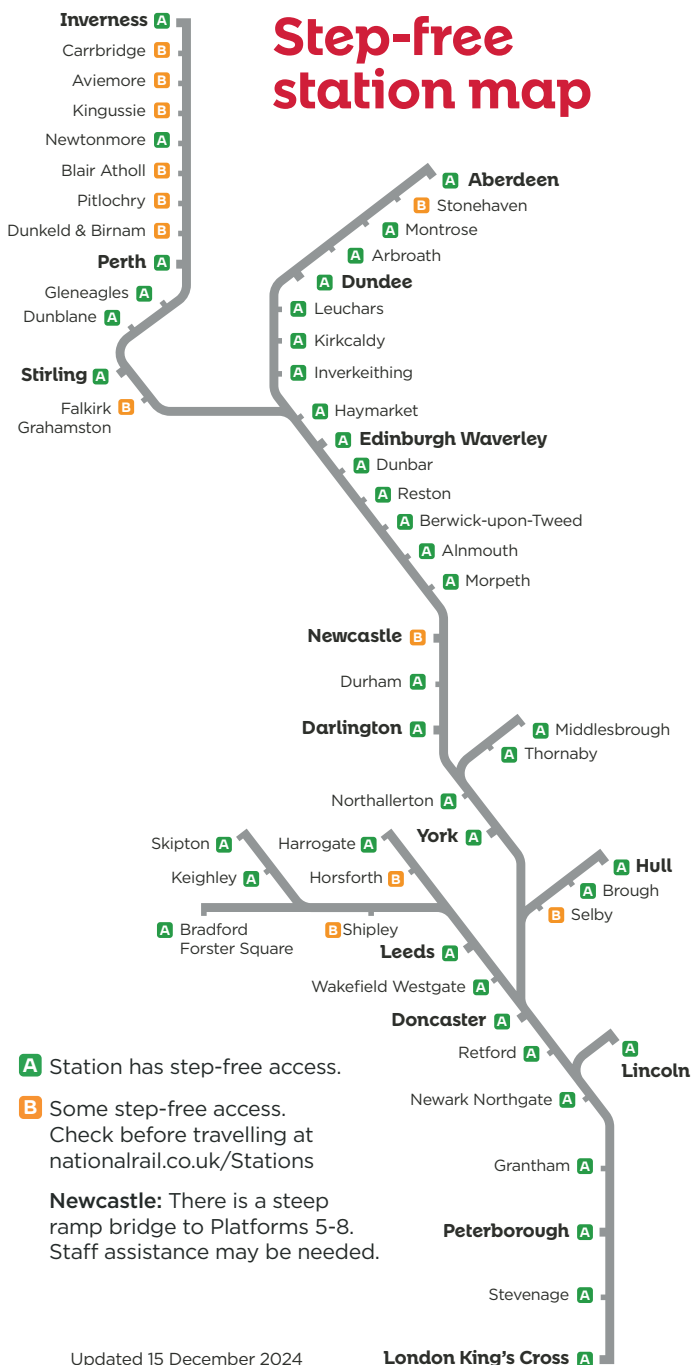 Step-free
station map
Inverness A
Carrbridge B
Aviemore B
Kingussie B
Newtonmore A
Blair Atholl B
Pitlochry B
Dunkeld & Birnam B
Perth A
Gleneagles A
Dunblane A
Stirling A
Falkirk B
Grahamston
A Aberdeen
B Stonehaven
A Montrose
A Arbroath
A Dundee
A Leuchars
A Kirkcaldy
A Inverkeithing
A Haymarket
A Edinburgh Waverley
A Dunbar
A Reston
A Berwick-upon-Tweed
A Alnmouth
A Morpeth
Newcastle B
Durham A
Darlington A
A Middlesbrough
A Thornaby
Northallerton A
York A
Skipton A
Keighley A
Harrogate A
Horsforth B
A Bradford
Forster Square
B Shipley
Leeds A
Wakefield Westgate A
A Hull
A Brough
B Selby
Doncaster A
Retford A
A
Lincoln
Newark Northgate A
Grantham A
Peterborough A
Stevenage A
London King's Cross A
A Station has step-free access.
B Some step-free access.
Check before travelling at
nationalrail.co.uk/Stations
Newcastle: There is a steep
ramp bridge to Platforms 5-8.
Staff assistance may be needed.
Updated 15 December 2024